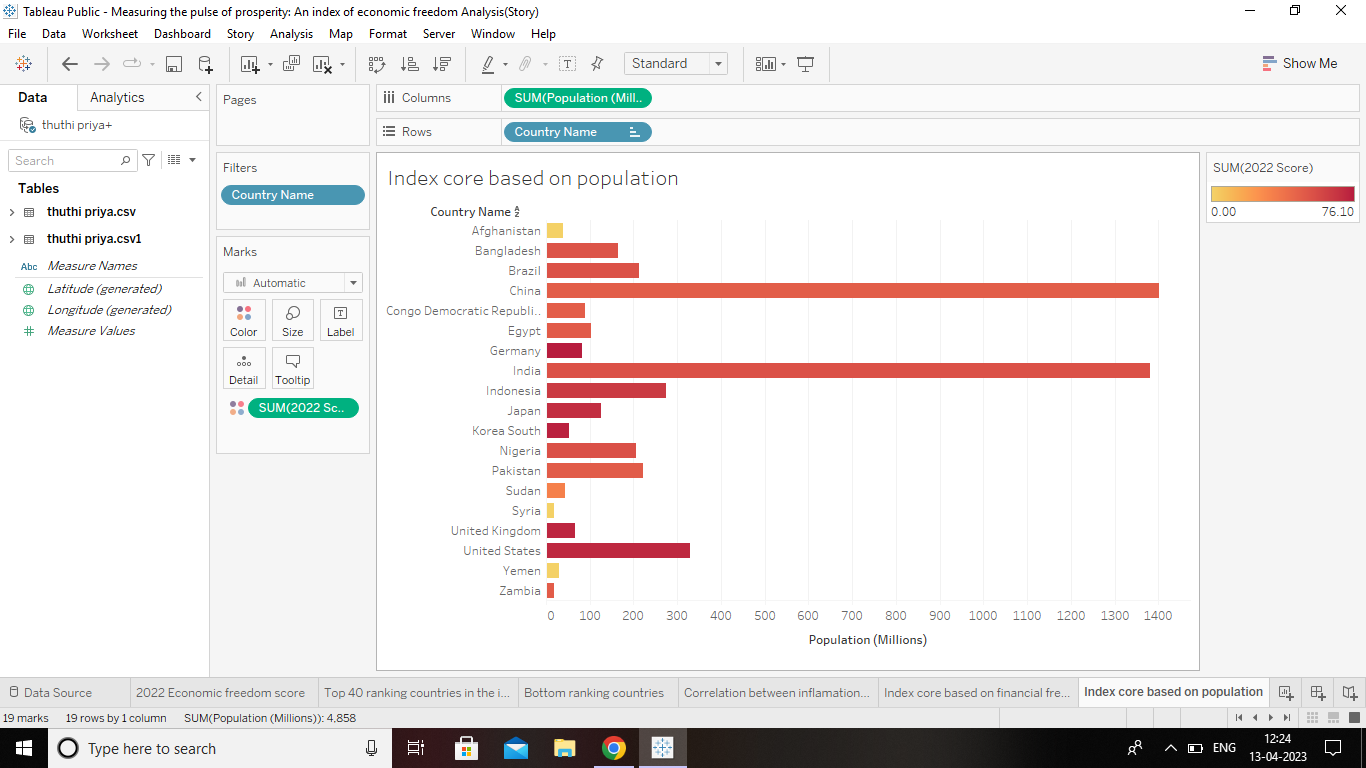 Tableau Public - Measuring the pulse of prosperity: An index of economic freedom Analysis(Story)
File Data Worksheet Dashboard Story Analysis Map Format Server Window Help
Standard
Show Me
Data Analytics
thuthi priya+
Search
Tables
thuthi priya.csv
thuthi priya.csv1
Abc Measure Names
Latitude (generated)
Longitude (generated)
Measure Values
Pages
Filters
Country Name
Marks
Automatic
Color Size Label
Detail Tooltip
SUM(2022 Sc..
Columns SUM(Population (Mill..
Rows Country Name
Index core based on population
Country Name
Afghanistan
Bangladesh
Brazil
China
Congo Democratic Republi..
Egypt
Germany
India
Indonesia
Japan
Korea South
Nigeria
Pakistan
Sudan
Syria
United Kingdom
United States
Yemen
Zambia
0 100 200 300 400 500 600 700 800 900 1000 1100 1200 1300 1400
Population (Millions)
SUM(2022 Score)
0.00 76.10
Data Source 2022 Economic freedom score Top 40 ranking countries in the i... Bottom ranking countries Correlation between inflamation... Index core based on financial fre... Index core based on population
19 marks 19 rows by 1 column SUM(Population (Millions)): 4,858
Type here to search
ENG
12:24
13-04-2023